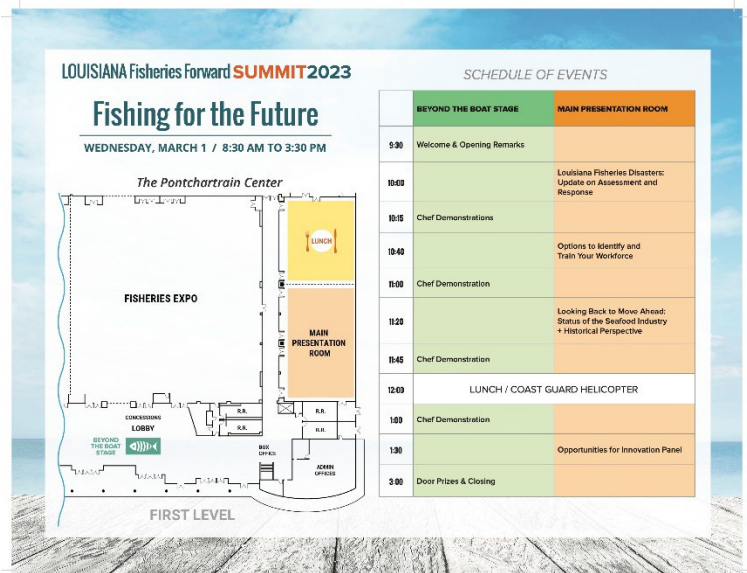 LOUISIANA Fisheries Forward SUMMIT2023
Fishing for the Future
WEDNESDAY, MARCH 1 / 8:30 AM TO 3:30 PM
The Pontchartrain Center
LUNCH
FISHERIES EXPO
MAIN
PRESENTATION
ROOM
CONCESSIONS
LOBBY
BEYOND
THE BOAT
STAGE
R.R.
R.R.
R.R.
R.R.
BOX
OFFICE
ADMIN
OFFICES
FIRST LEVEL
SCHEDULE OF EVENTS
BEYOND THE BOAT STAGE MAIN PRESENTATION ROOM
9:30 Welcome & Opening Remarks
10:00 Louisiana Fisheries Disasters:
Update on Assessment and
Response
10:15 Chef Demonstrations
10:40 Options to Identify and
Train Your Workforce
11:00 Chef Demonstration
11:20 Looking Back to Move Ahead:
Status of the Seafood Industry
+ Historical Perspective
11:45 Chef Demonstration
12:00 LUNCH / COAST GUARD HELICOPTER
1:00 Chef Demonstration
1:30 Opportunities for Innovation Panel
3:00 Door Prizes & Closing